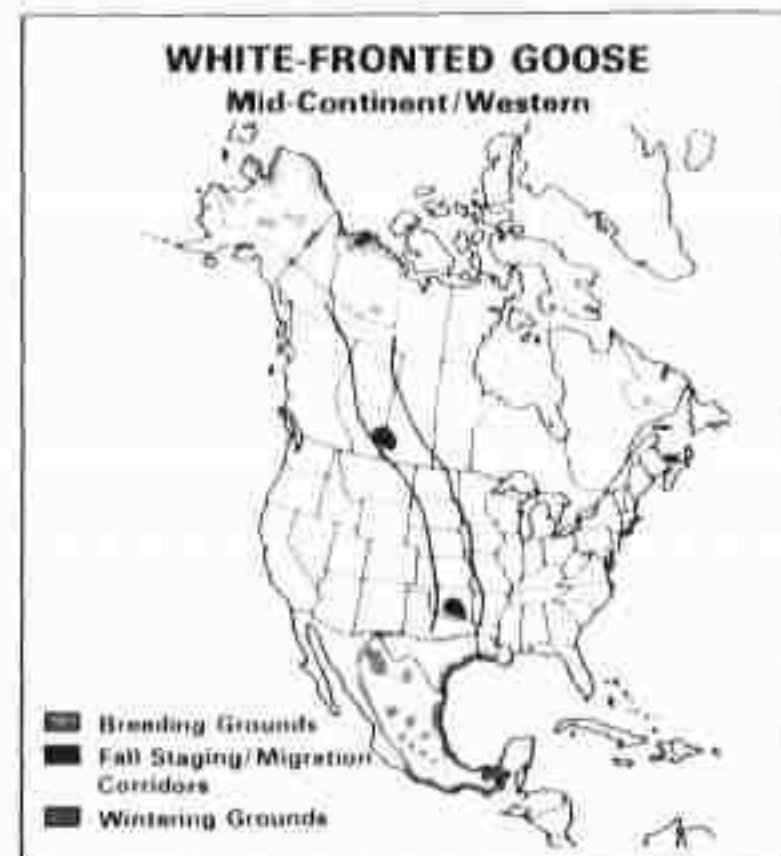 WHITE-FRONTED GOOSE
Mid-Continent/Western
Breeding Grounds
Fall Staging/Migration
Corridors
Wintering Grounds